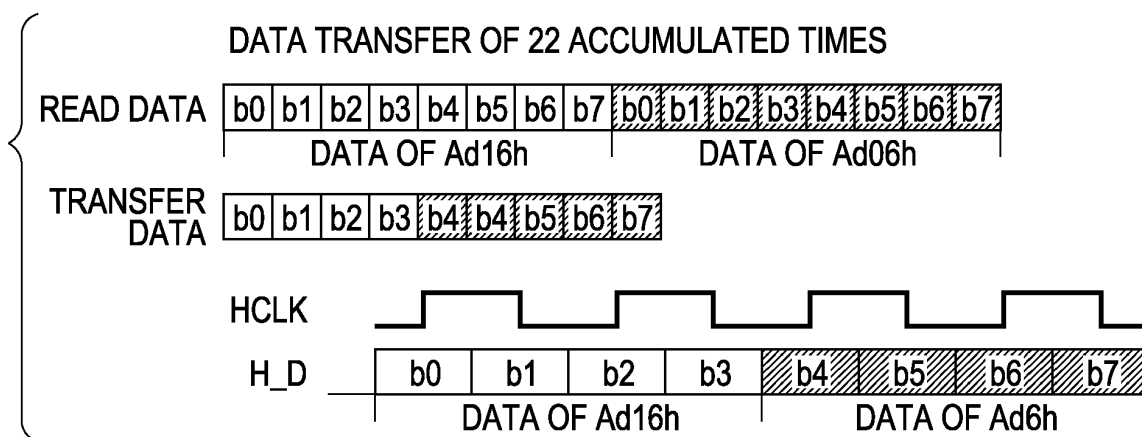 DATA TRANSFER OF 22 ACCUMULATED TIMES
READ DATA b0 b1 b2 b3 b4 b5 b6 b7 b0 b1 b2 b3 b4 b5 b6 b7
DATA OF Ad16h DATA OF Ad06h
TRANSFER
DATA b0 b1 b2 b3 b4 b4 b5 b6 b7
HCLK
H_D b0 b1 b2 b3 b4 b5 b6 b7
DATA OF Ad16h DATA OF Ad6h